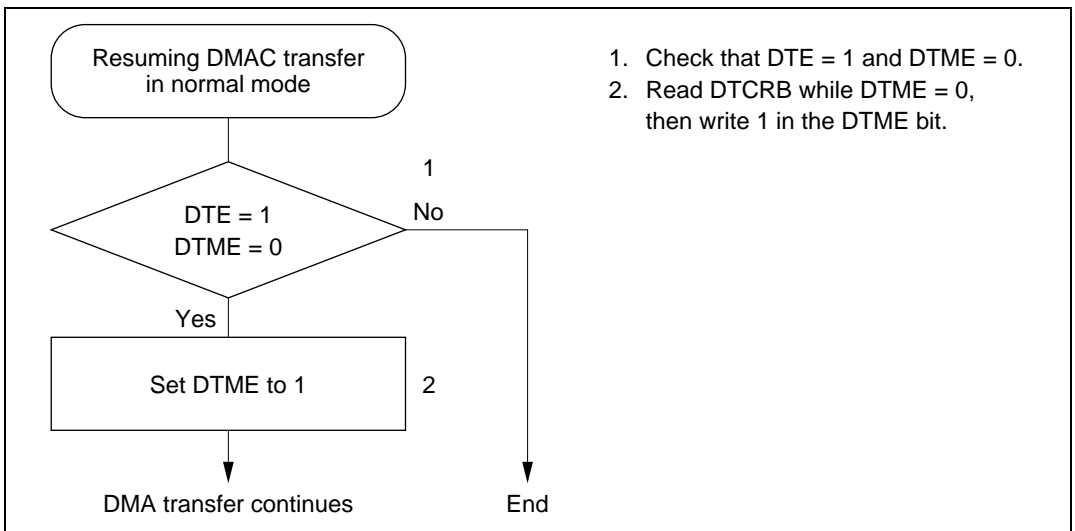 Resuming DMAC transfer
in normal mode
1. Check that DTE = 1 and DTME = 0.
2. Read DTCRB while DTME = 0,
then write 1 in the DTME bit.
1
DTE = 1
DTME = 0
No
Yes
Set DTME to 1
2
DMA transfer continues
End